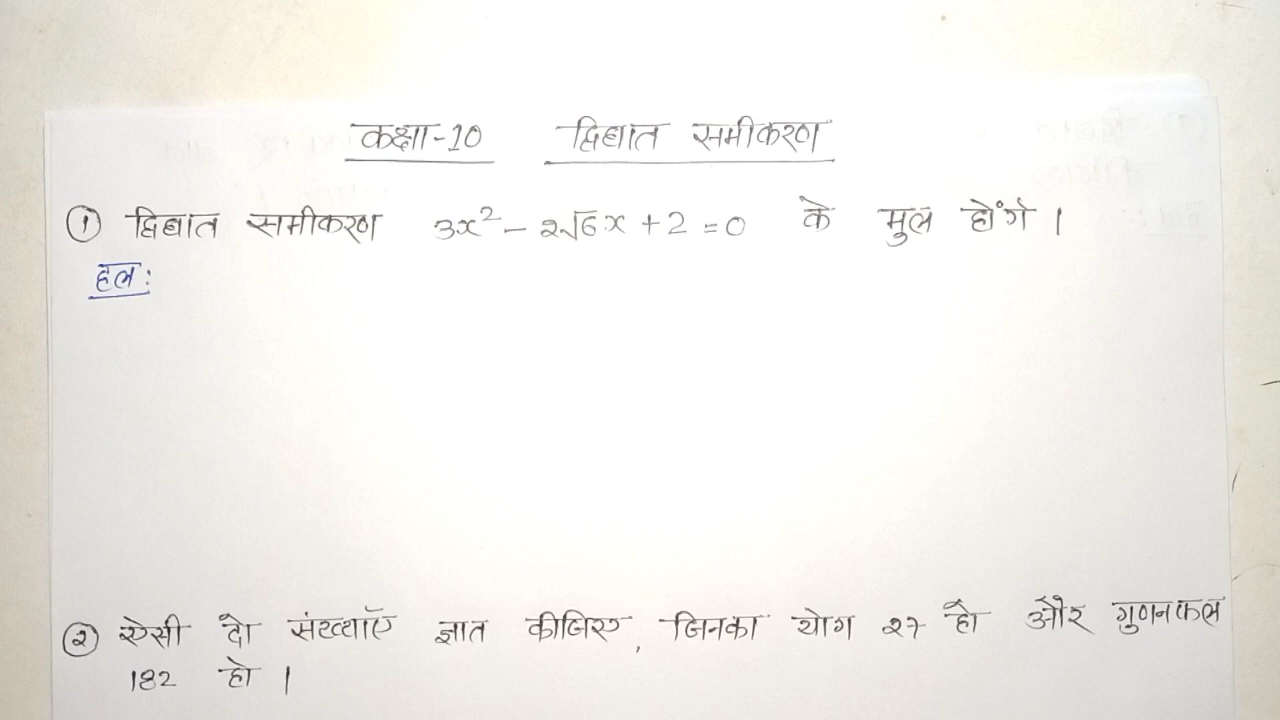 कक्षा-10 द्विघात समीकरण
① द्विघात समीकरण 3x² - 2√6x + 2 = 0 के मुल होंगे ।
हल:
② ऐसी दो संख्याएँ ज्ञात कीजिए, जिनका योग 27 हो और गुणनफल
182 हो ।